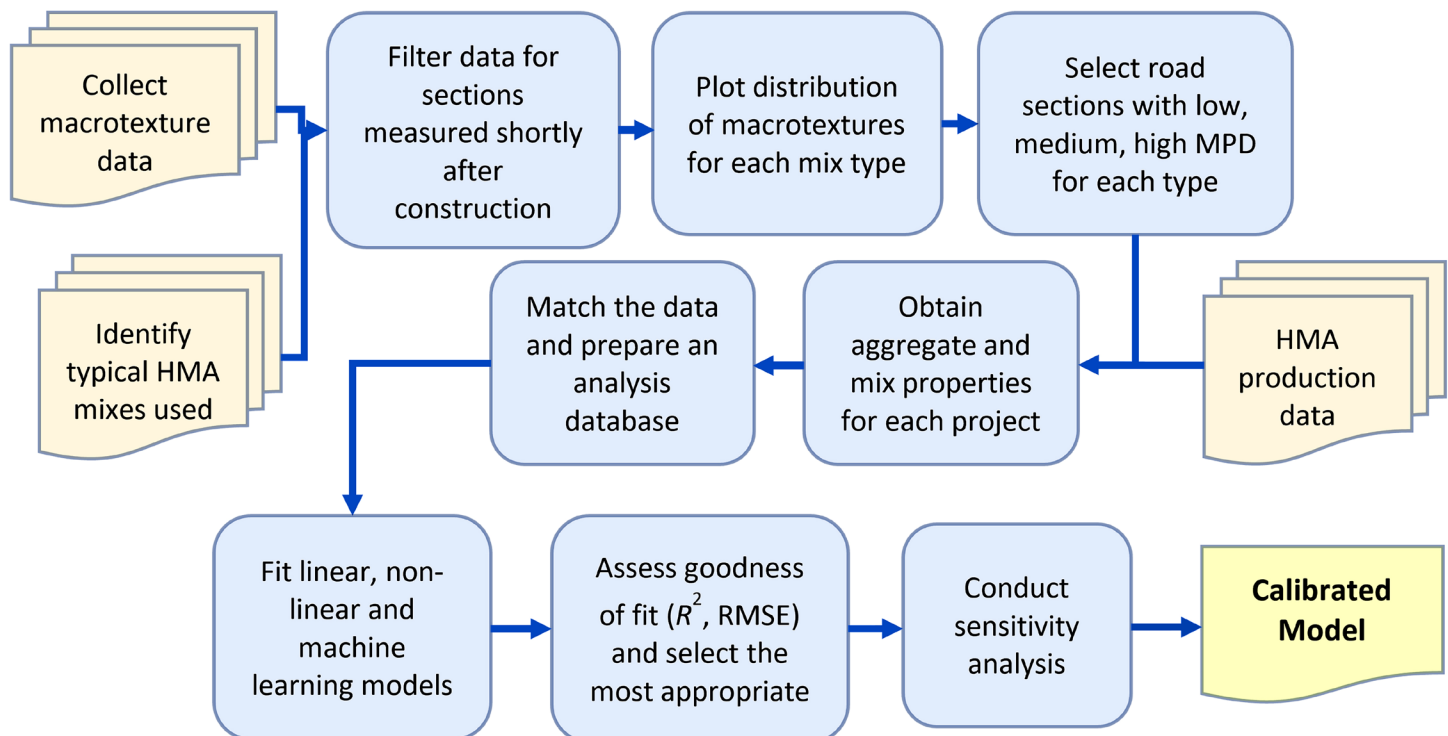 Collect
macrotexture
data
Filter data for
sections
measured shortly
after
construction
Plot distribution
of macrotextures
for each mix type
Select road
sections with low,
medium, high MPD
for each type
Identify
typical HMA
mixes used
Match the data
and prepare an
analysis
database
Obtain
aggregate and
mix properties
for each project
HMA
production
data
Fit linear, non-
linear and
machine
learning models
Assess goodness
of fit (R², RMSE)
and select the
most appropriate
Conduct
sensitivity
analysis
Calibrated
Model